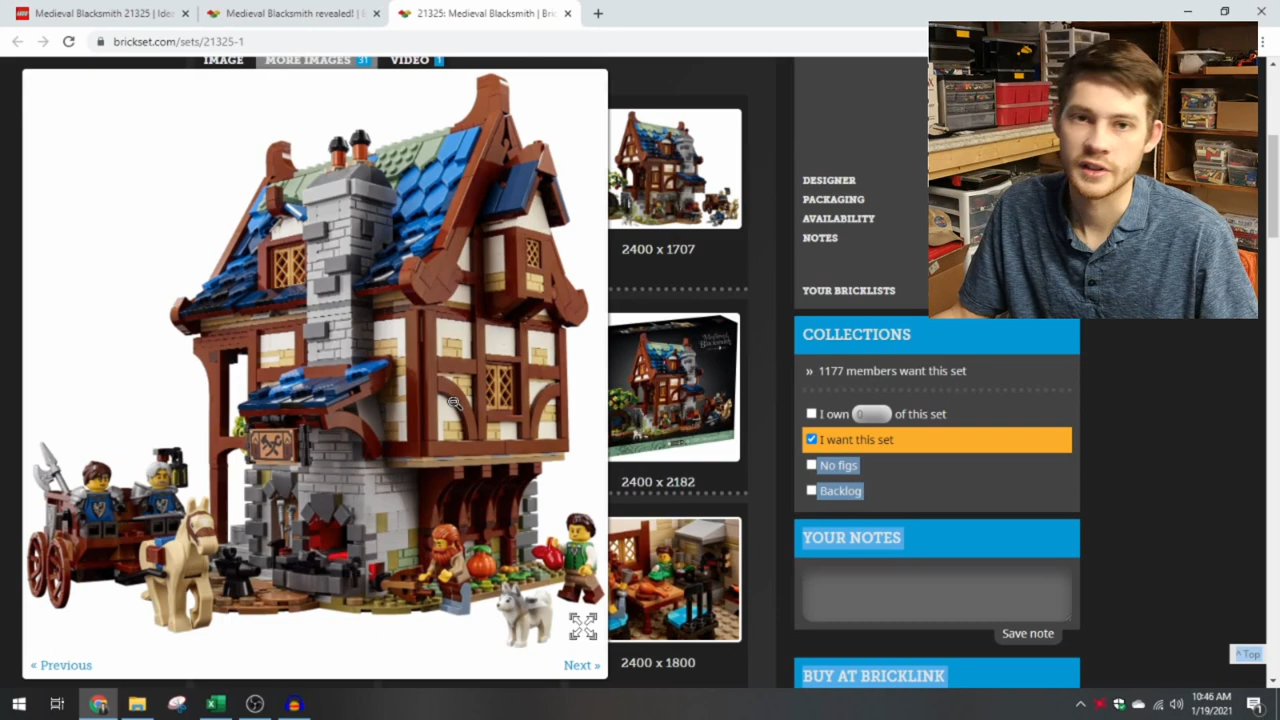 Medieval Blacksmith 21325 | Ide
Medieval Blacksmith revealed! |
21325: Medieval Blacksmith | Bric
brickset.com/sets/21325-1
IMAGE
MORE IMAGES 31
VIDEO 1
2400 x 1707
2400 x 2182
2400 x 1800
« Previous
Next »
DESIGNER
PACKAGING
AVAILABILITY
NOTES
YOUR BRICKLISTS
COLLECTIONS
» 1177 members want this set
I own 0 of this set
I want this set
No figs
Backlog
YOUR NOTES
Save note
^ Top
BUY AT BRICKLINK
10:46 AM
1/19/2021